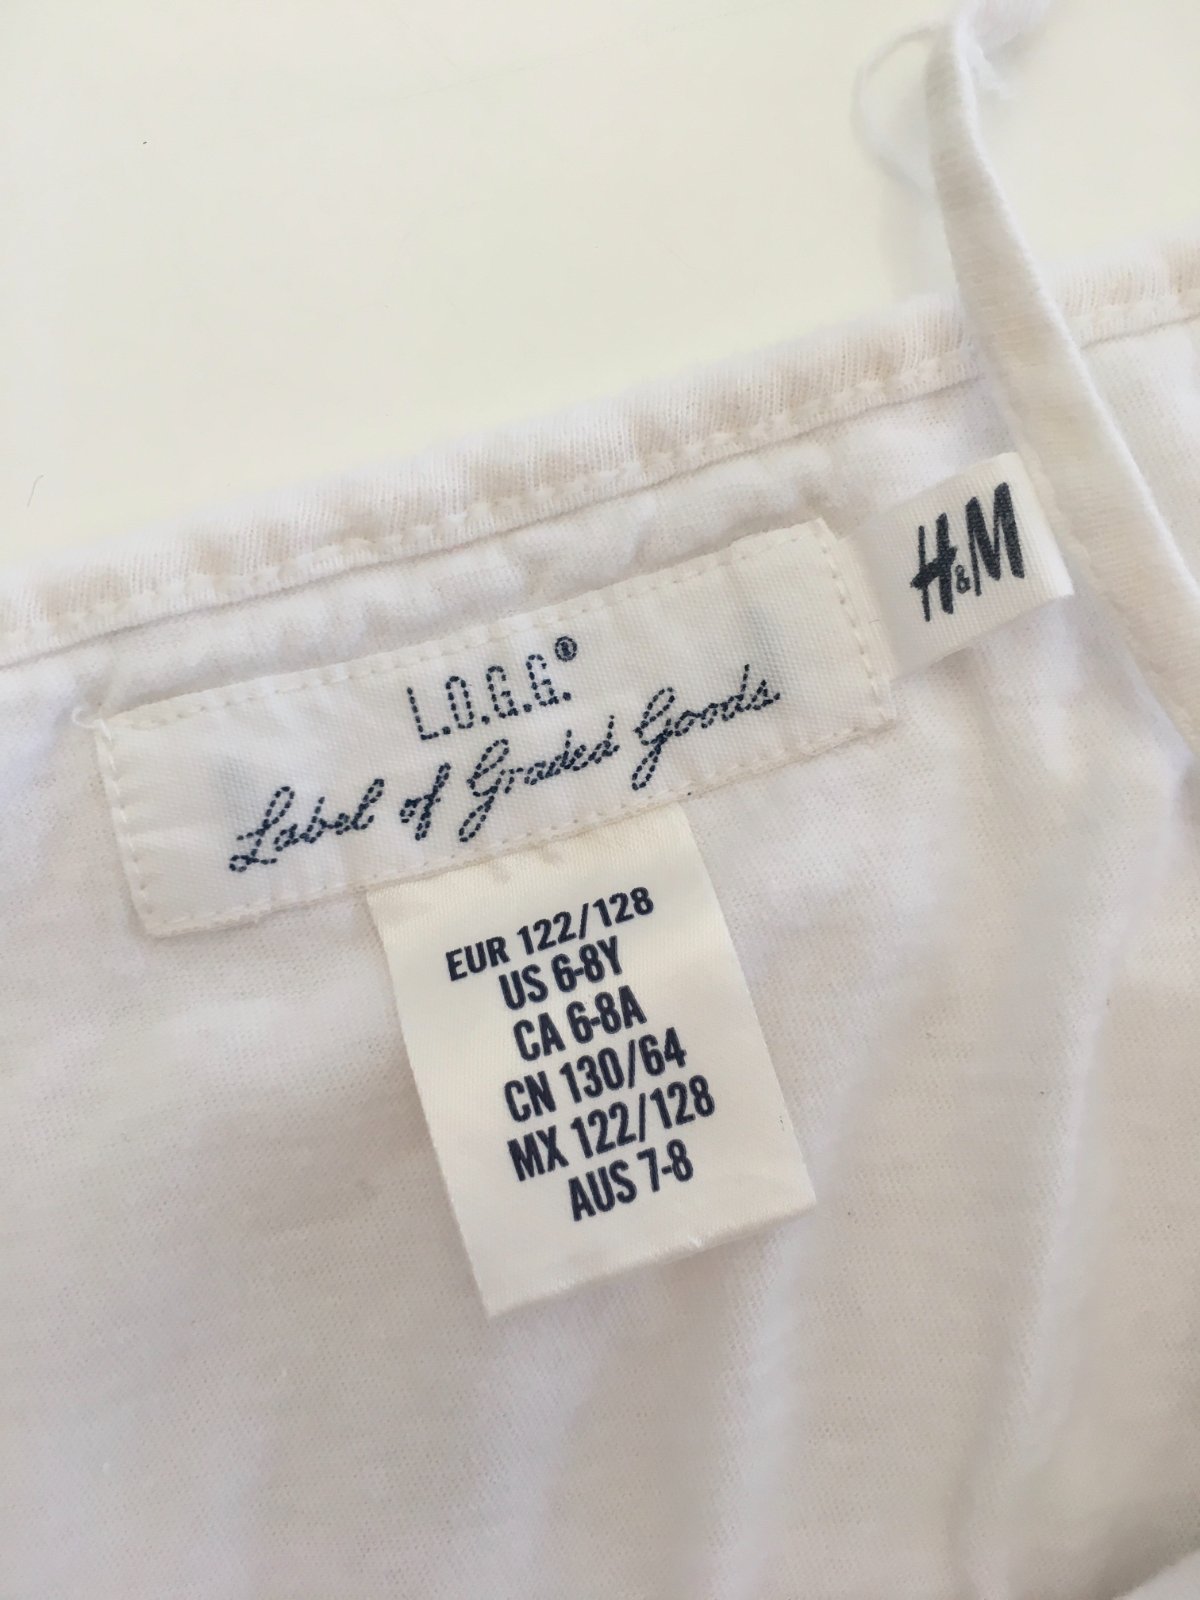 H&M
L.O.G.G.®
Label of Graded Goods.
EUR 122/128
US 6-8Y
CA 6-8A
CN 130/64
MX 122/128
AUS 7-8